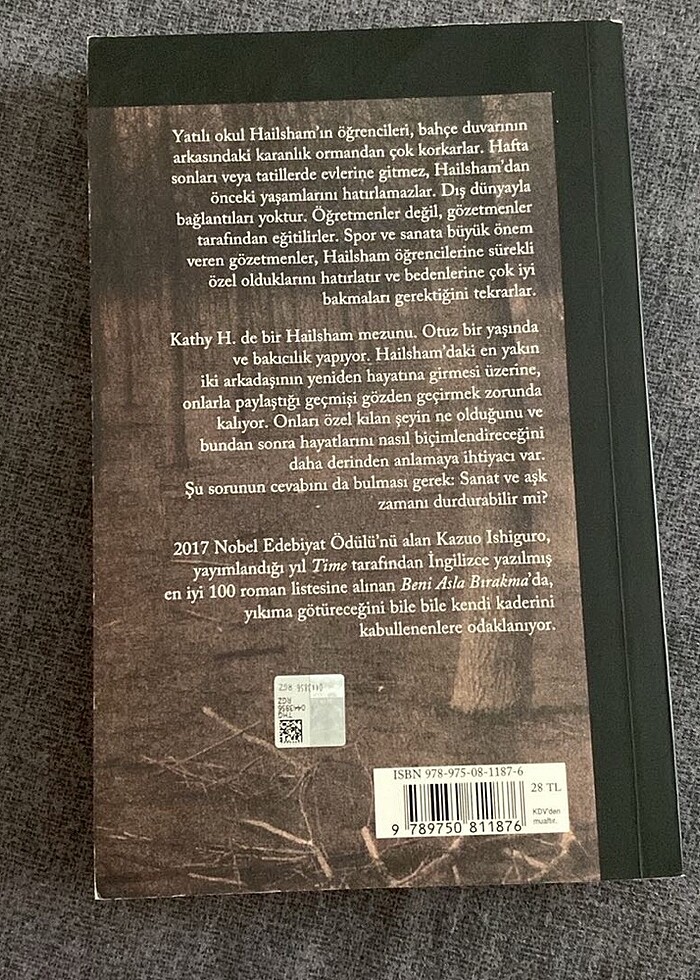 Yatılı okul Hailsham'ın öğrencileri, bahçe duvarının
arkasındaki karanlık ormandan çok korkarlar. Hafta
sonları veya tatillerde evlerine gitmez, Hailsham'dan
önceki yaşamlarını hatırlamazlar. Dış dünyayla
bağlantıları yoktur. Öğretmenler değil, gözetmenler
tarafından eğitilirler. Spor ve sanata büyük önem
veren gözetmenler, Hailsham öğrencilerine sürekli
özel olduklarını hatırlatır ve bedenlerine çok iyi
bakmaları gerektiğini tekrarlar.
Kathy H. de bir Hailsham mezunu. Otuz bir yaşında
ve bakıcılık yapıyor. Hailsham'daki en yakın
iki arkadaşının yeniden hayatına girmesi üzerine,
onlarla paylaştığı geçmişi gözden geçirmek zorunda
kalıyor. Onları özel kılan şeyin ne olduğunu ve
bundan sonra hayatlarını nasıl biçimlendireceğini
daha derinden anlamaya ihtiyacı var.
Şu sorunun cevabını da bulması gerek: Sanat ve aşk
zamanı durdurabilir mi?
2017 Nobel Edebiyat Ödülü'nü alan Kazuo Ishiguro,
yayımlandığı yıl Time tarafından İngilizce yazılmış
en iyi 100 roman listesine alınan Beni Asla Bırakma'da,
yıkıma götüreceğini bile bile kendi kaderini
kabullenenlere odaklanıyor.
0443856 RGZ
THG
0443856
RGZ
ISBN 978-975-08-1187-6
28 TL
KDV'den
muaftır.
9 789750 811876